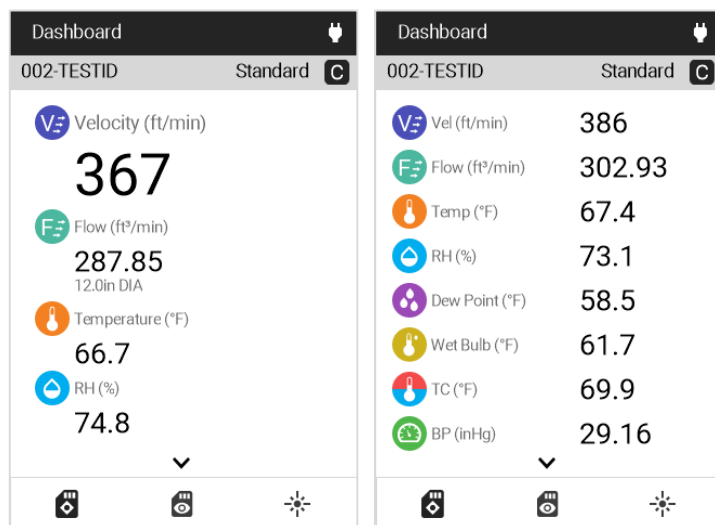 Dashboard
002-TESTID Standard C
V Velocity (ft/min)
367
F Flow (ft³/min)
287.85
12.0in DIA
Temperature (°F)
66.7
RH (%)
74.8
Dashboard
002-TESTID Standard C
V Vel (ft/min) 386
F Flow (ft³/min) 302.93
Temp (°F) 67.4
RH (%) 73.1
Dew Point (°F) 58.5
Wet Bulb (°F) 61.7
TC (°F) 69.9
BP (inHg) 29.16